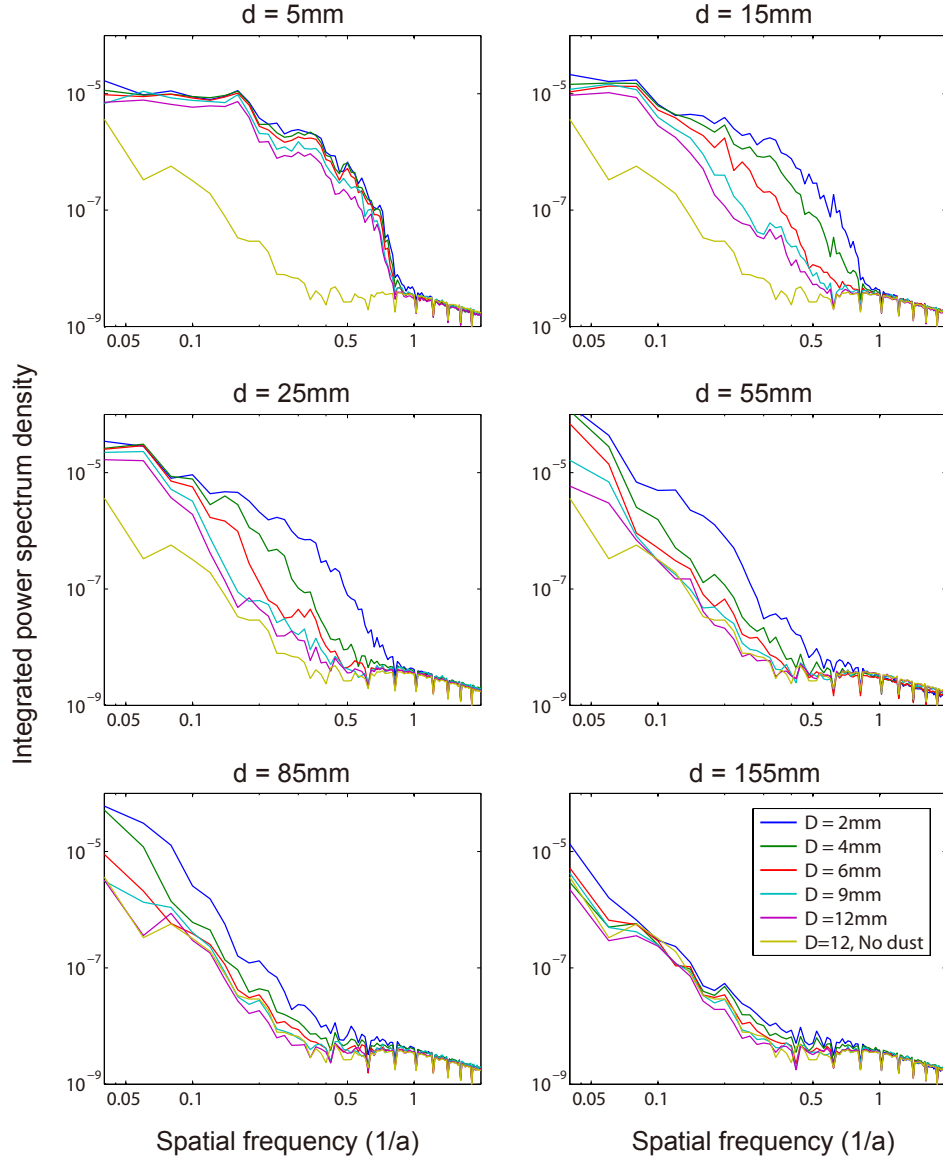 d = 5mm
d = 15mm
10^-5
10^-7
10^-9
0.05
0.5
1
10^-5
10^-7
10^-9
0.05
0.5
1
d = 25mm
d = 55mm
10^-5
10^-7
10^-9
0.05
0.1
0.5
1
10^-5
10^-7
10^-9
0.05
0.1
0.5
1
Integrated power spectrum density
d = 85mm
d = 155mm
10^-5
10^-7
10^-9
0.05
0.1
0.5
1
10^-5
10^-7
10^-9
0.05
0.1
0.5
1
D = 2mm
D = 4mm
D = 6mm
D = 9mm
D =12mm
D=12, No dust
Spatial frequency (1/a)
Spatial frequency (1/a)